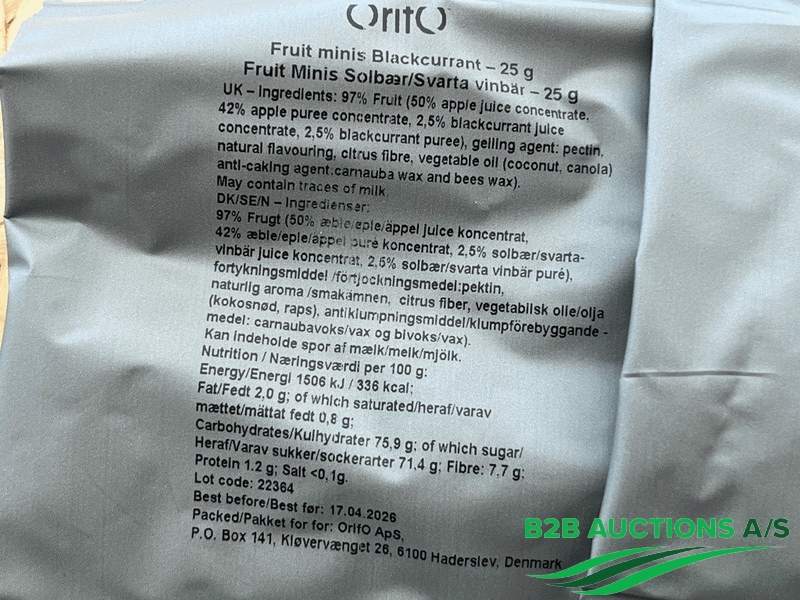 OrifO
Fruit minis Blackcurrant – 25 g
Fruit Minis Solbær/Svarta vinbär – 25 g
UK – Ingredients: 97% Fruit (50% apple juice concentrate,
42% apple puree concentrate, 2,5% blackcurrant juice
concentrate, 2,5% blackcurrant puree), gelling agent: pectin,
natural flavouring, citrus fibre, vegetable oil (coconut, canola)
anti-caking agent:carnauba wax and bees wax).
May contain traces of milk.
DK/SE/N – Ingredienser:
97% Frugt (50% æble/eple/äppel juice koncentrat,
42% æble/eple/äppel puré koncentrat, 2,5% solbær/svarta-
vinbär juice koncentrat, 2,5% solbær/svarta vinbär puré),
fortykningsmiddel /förtjockningsmedel:pektin,
naturlig aroma /smakämnen, citrus fiber, vegetabilsk olie/olja
(kokosnød, raps), antiklumpningsmiddel/klumpförebyggande -
medel: carnaubavoks/vax og bivoks/vax).
Kan indeholde spor af mælk/melk/mjölk.
Nutrition / Næringsværdi per 100 g:
Energy/Energi 1506 kJ / 336 kcal;
Fat/Fedt 2,0 g; of which saturated/heraf/varav
mættet/mättat fedt 0,8 g;
Carbohydrates/Kulhydrater 75,9 g; of which sugar/
Heraf/Varav sukker/sockerarter 71,4 g; Fibre: 7,7 g;
Protein 1.2 g; Salt <0,1g.
Lot code: 22364
Best before/Best før: 17.04.2026
Packed/Pakket for for: OrifO ApS,
P.O. Box 141, Kløvervænget 26, 6100 Haderslev, Denmark
B2B AUCTIONS A/S